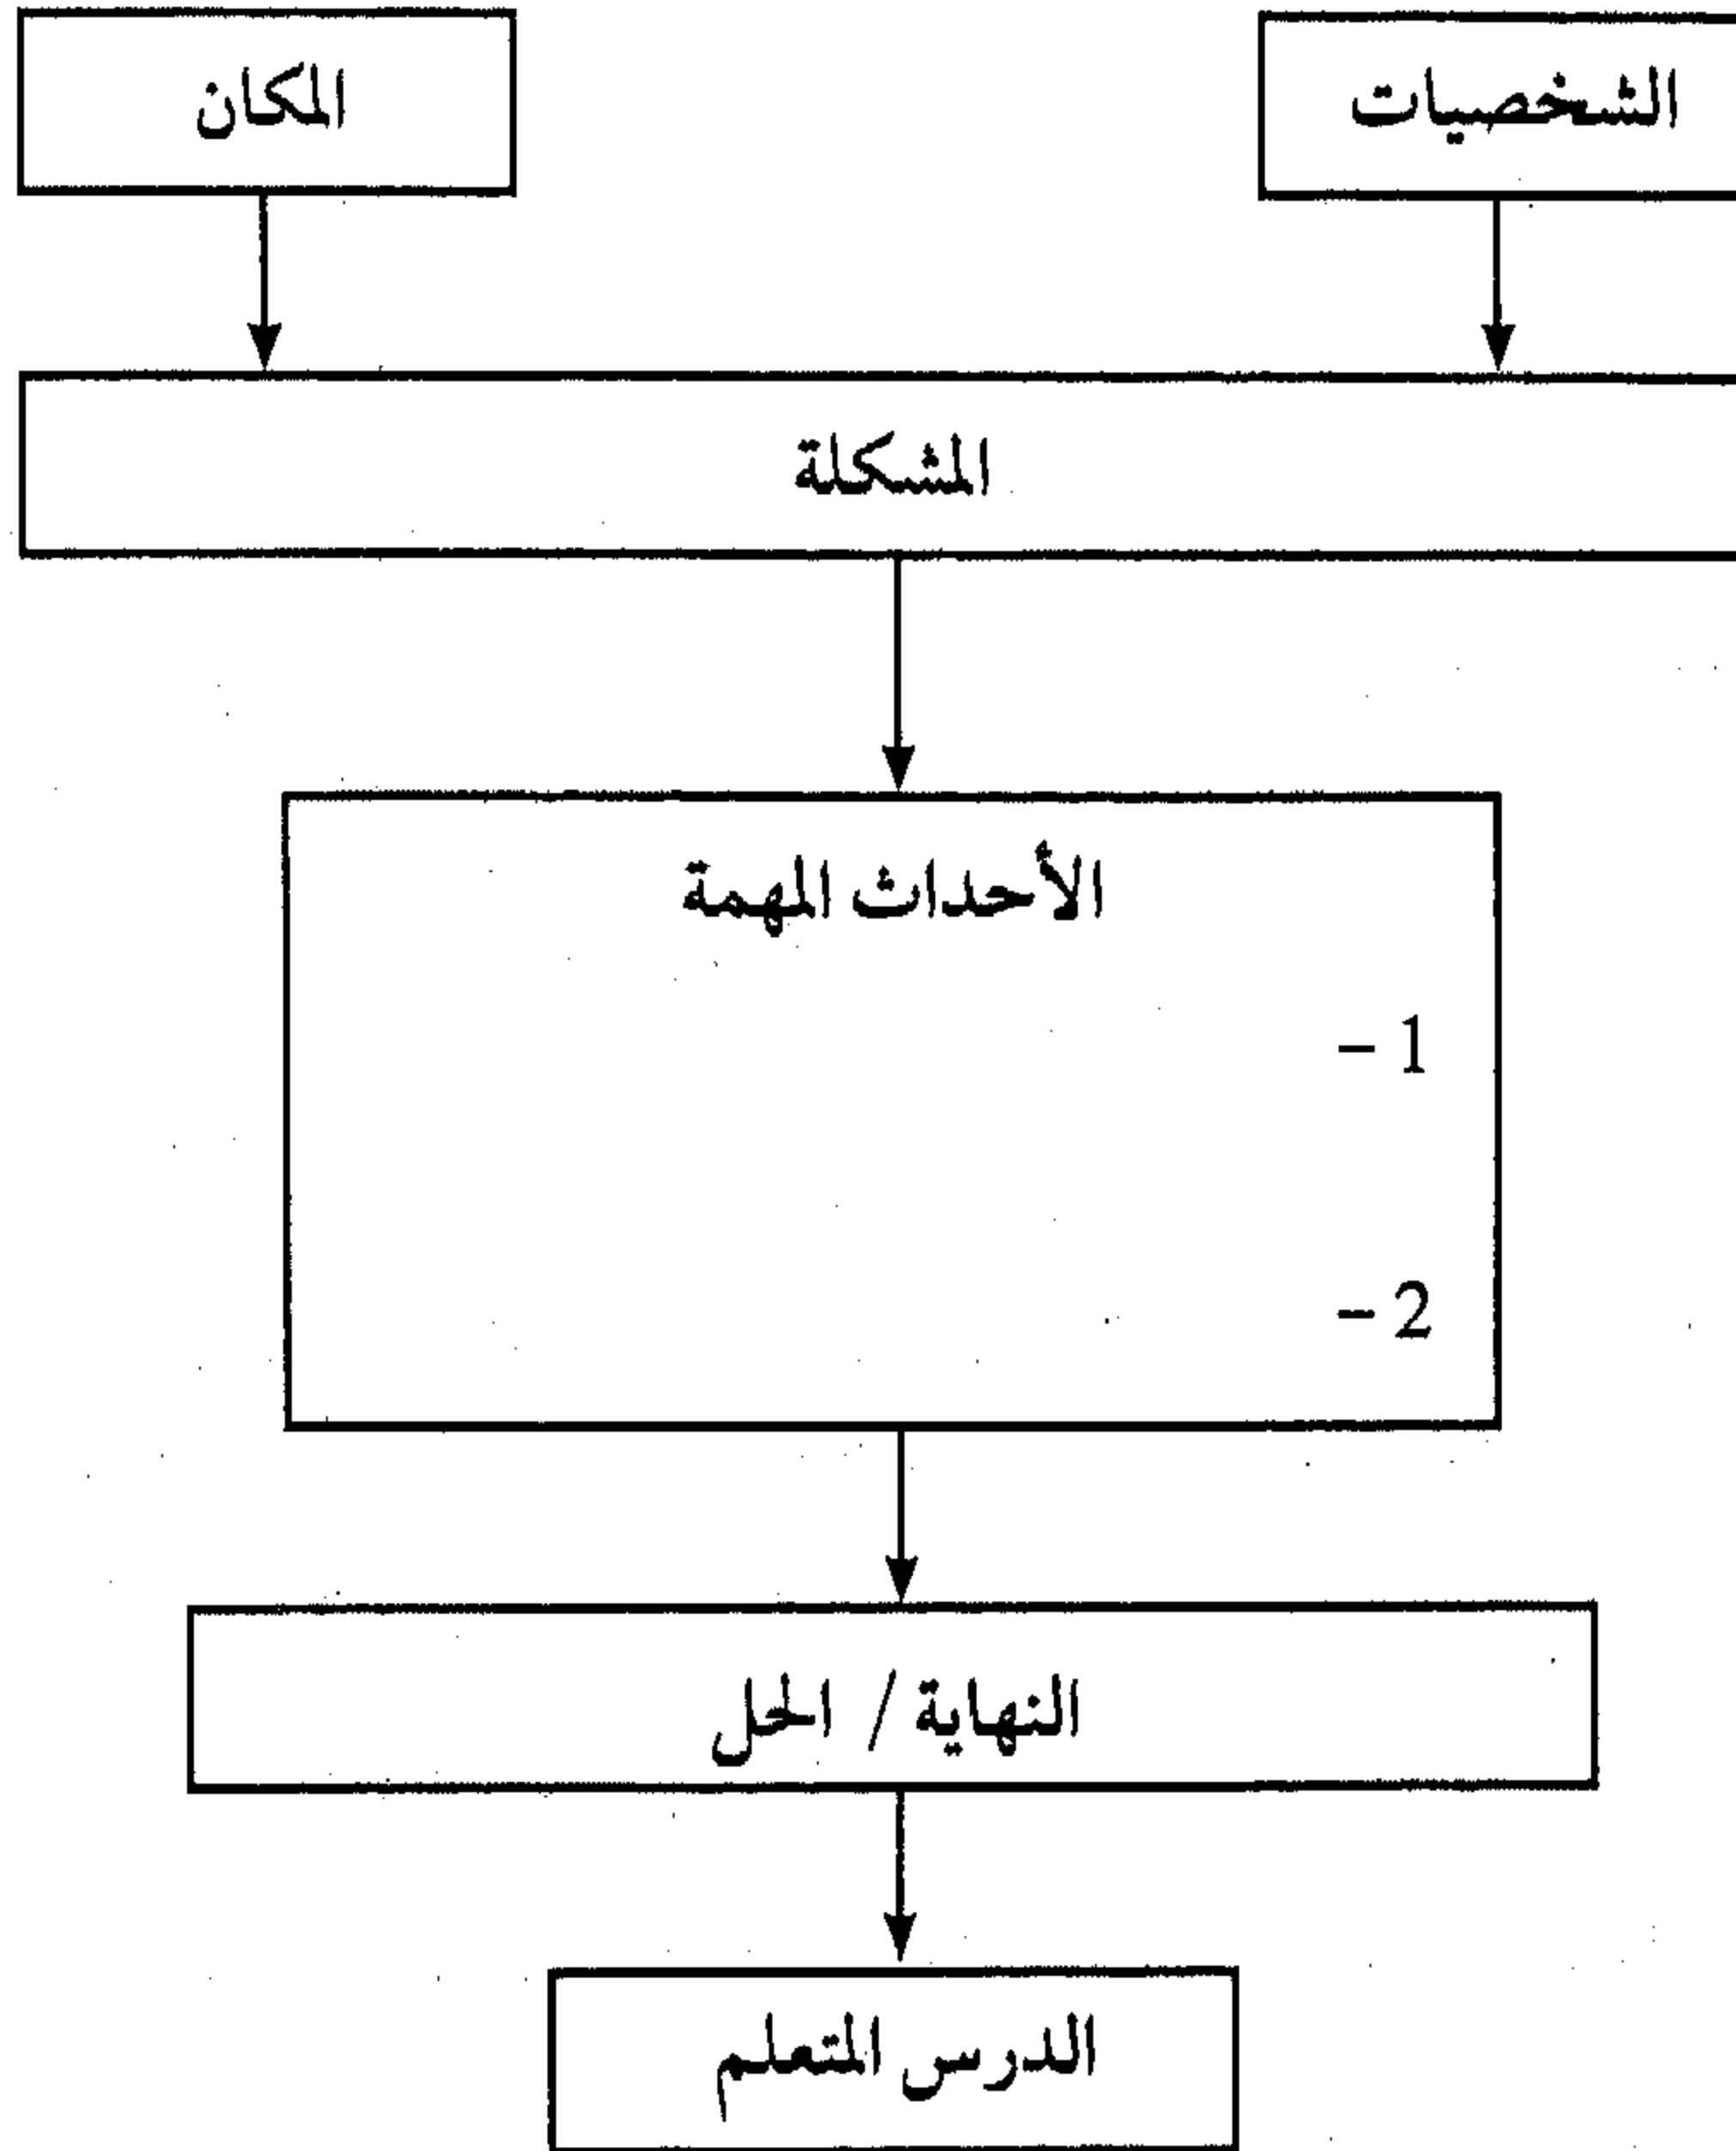 الشخصيات
المكان
المشكلة
الأحداث المهمة
1 -
2 -
النهاية / الحل
الدرس المتعلم